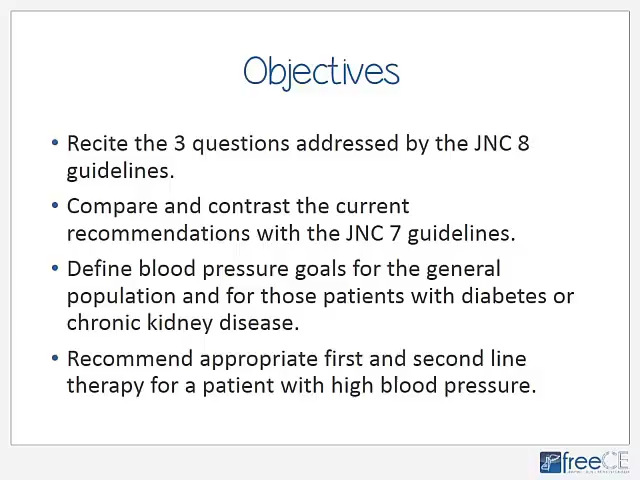 Objectives
• Recite the 3 questions addressed by the JNC 8
guidelines.
• Compare and contrast the current
recommendations with the JNC 7 guidelines.
• Define blood pressure goals for the general
population and for those patients with diabetes or
chronic kidney disease.
• Recommend appropriate first and second line
therapy for a patient with high blood pressure.
freeCE